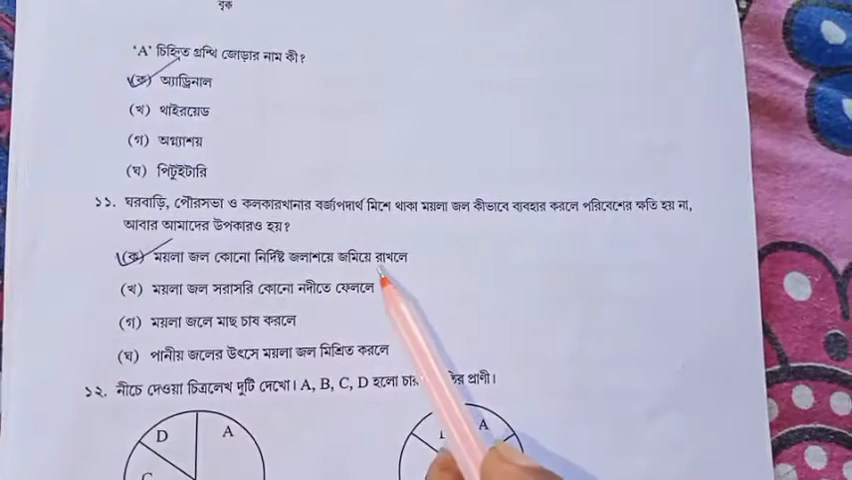 বৃক্ক
'A' চিহ্নিত গ্রন্থি জোড়ার নাম কী?
(ক) অ্যাড্রিনাল
(খ) থাইরয়েড
(গ) অগ্ন্যাশয়
(ঘ) পিটুইটারি
১১. ঘরবাড়ি, পৌরসভা ও কলকারখানার বর্জ্যপদার্থ মিশে থাকা ময়লা জল কীভাবে ব্যবহার করলে পরিবেশের ক্ষতি হয় না,
আবার আমাদের উপকারও হয়?
(ক) ময়লা জল কোনো নির্দিষ্ট জলাশয়ে জমিয়ে রাখলে
(খ) ময়লা জল সরাসরি কোনো নদীতে ফেললে
(গ) ময়লা জলে মাছ চাষ করলে
(ঘ) পানীয় জলের উৎসে ময়লা জল মিশ্রিত করলে
১২. নীচে দেওয়া চিত্রলেখ দুটি দেখো। A, B, C, D হলো প্রাণী।
D A A
C